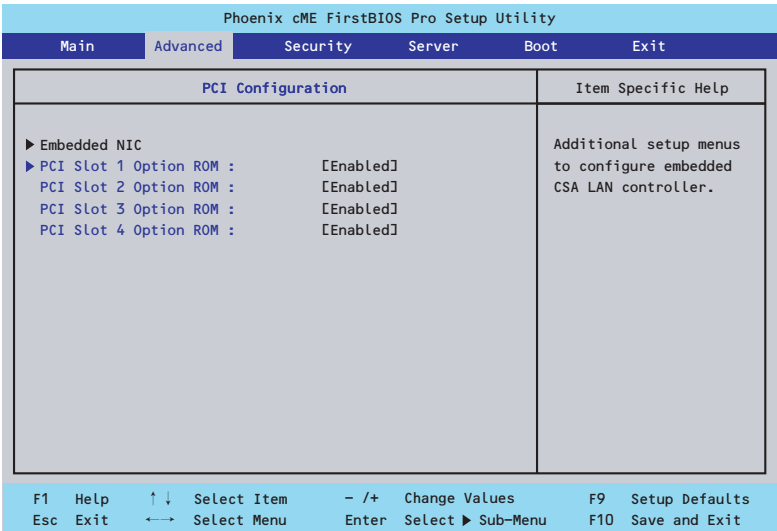 Phoenix cME FirstBIOS Pro Setup Utility
Main Advanced Security Server Boot Exit
PCI Configuration
Item Specific Help
▶ Embedded NIC
▶ PCI Slot 1 Option ROM : [Enabled]
PCI Slot 2 Option ROM : [Enabled]
PCI Slot 3 Option ROM : [Enabled]
PCI Slot 4 Option ROM : [Enabled]
Additional setup menus
to configure embedded
CSA LAN controller.
F1 Help ↑↓ Select Item – /+ Change Values F9 Setup Defaults
Esc Exit ←→ Select Menu Enter Select ▶ Sub–Menu F10 Save and Exit